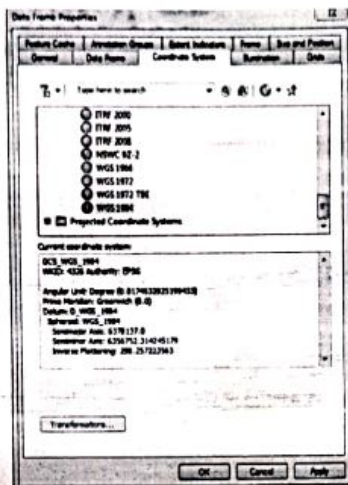 Data Frame Properties
Feature Cache Annotation Groups Extent Indicators Frame Size and Position
General Data Frame Coordinate System Illumination Grids
Type here to search
ITRF 2000
ITRF 2005
ITRF 2008
NSWC 9Z-2
WGS 1966
WGS 1972
WGS 1972 TBE
WGS 1984
Projected Coordinate Systems
Current coordinate system:
GCS_WGS_1984
WKID: 4326 Authority: EPSG
Angular Unit: Degree (0.0174532925199433)
Prime Meridian: Greenwich (0.0)
Datum: D_WGS_1984
Spheroid: WGS_1984
Semimajor Axis: 6378137.0
Semiminor Axis: 6356752.314245179
Inverse Flattening: 298.257223563
Transformations...
OK Cancel Apply